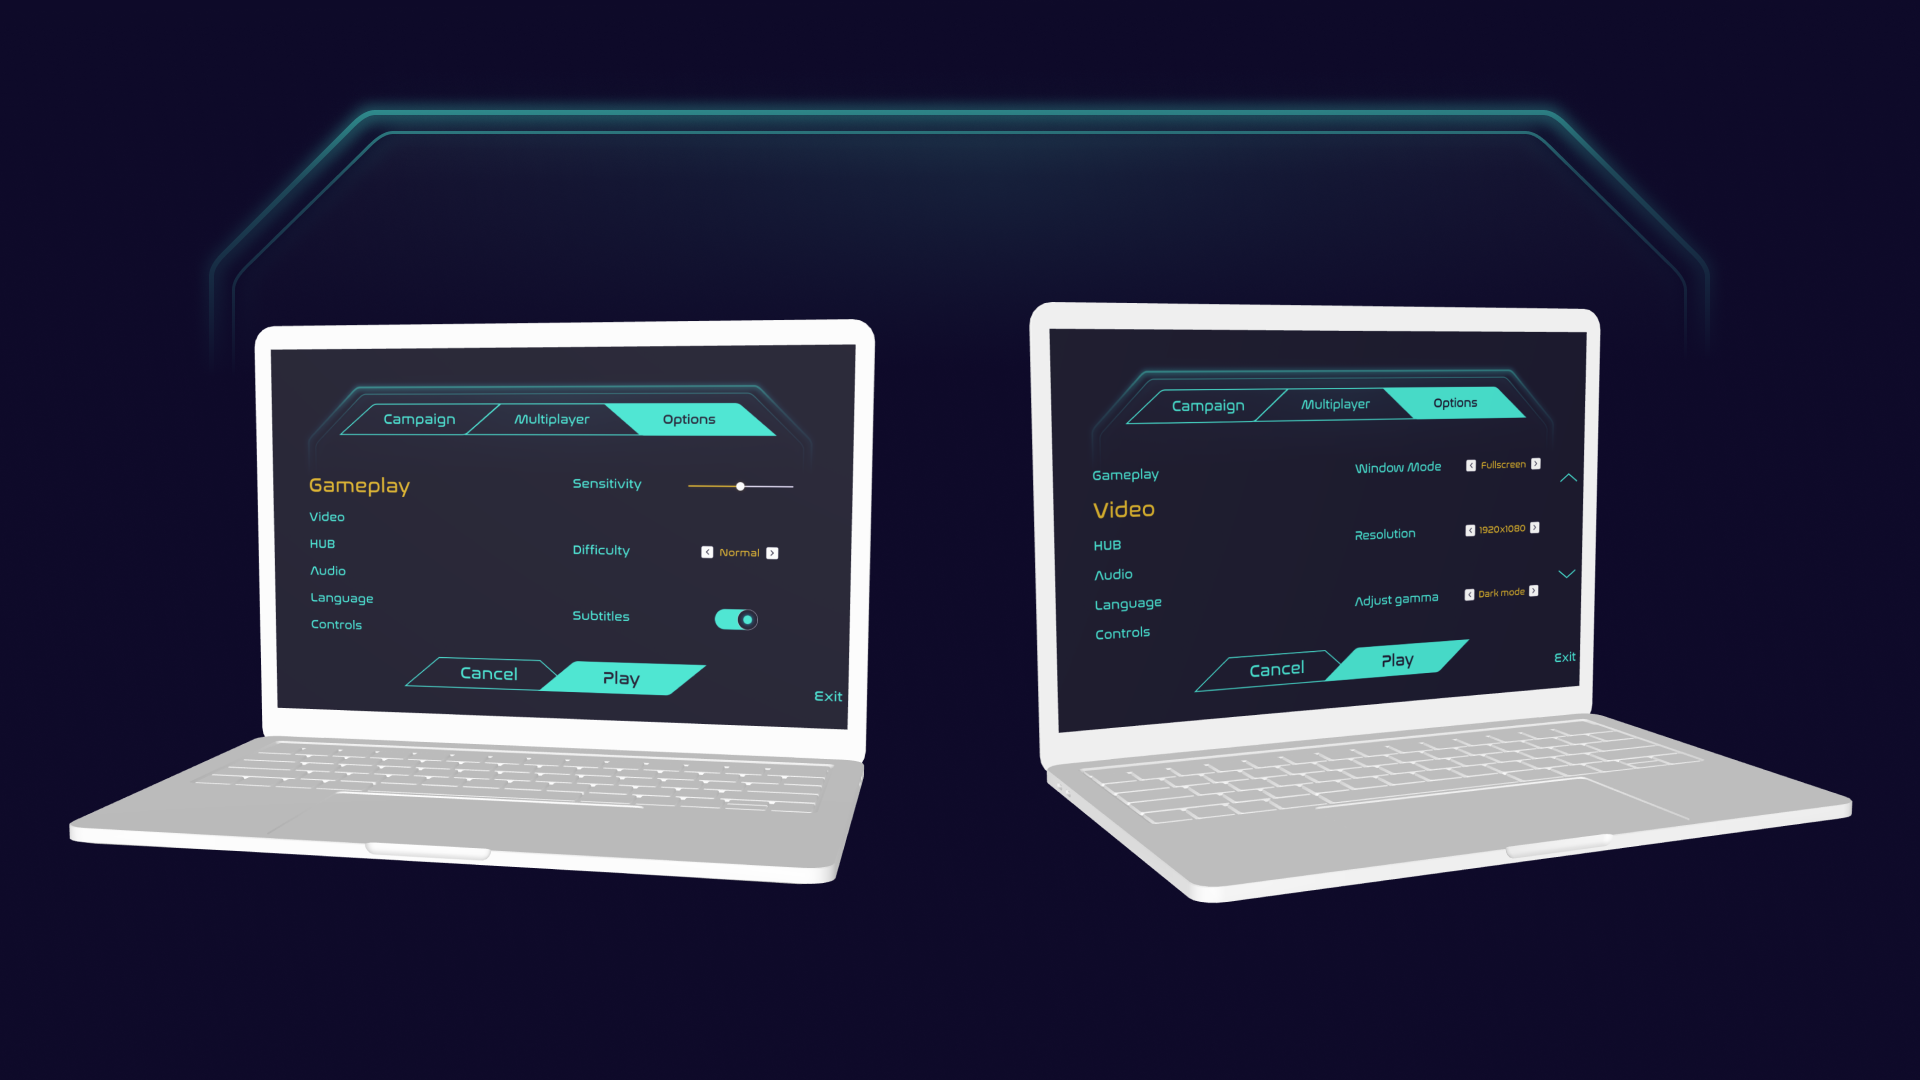 Campaign Multiplayer Options
Gameplay
Video
HUB
Audio
Language
Controls
Sensitivity
Difficulty < Normal >
Subtitles
Cancel Play
Exit
Campaign Multiplayer Options
Gameplay
Video
HUB
Audio
Language
Controls
Window Mode < Fullscreen >
Resolution < 1920x1080 >
Adjust gamma < Dark mode >
Cancel Play
Exit